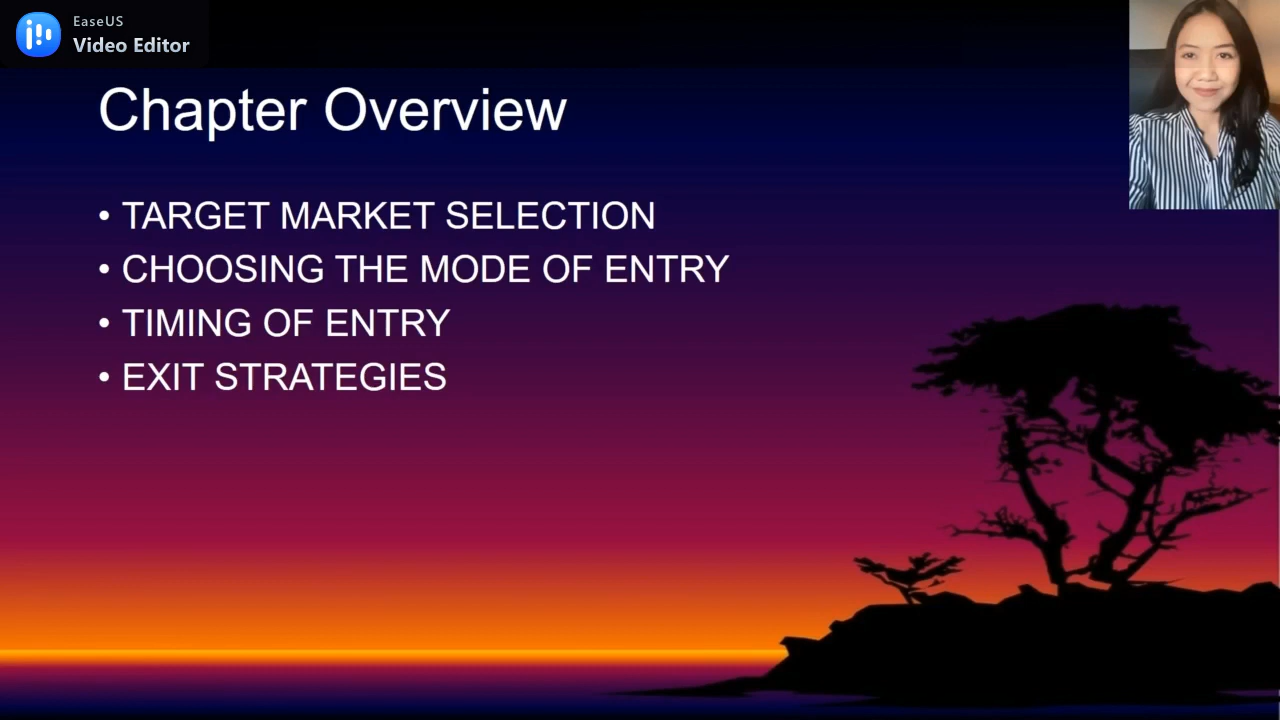 EaseUS
Video Editor
Chapter Overview
• TARGET MARKET SELECTION
• CHOOSING THE MODE OF ENTRY
• TIMING OF ENTRY
• EXIT STRATEGIES